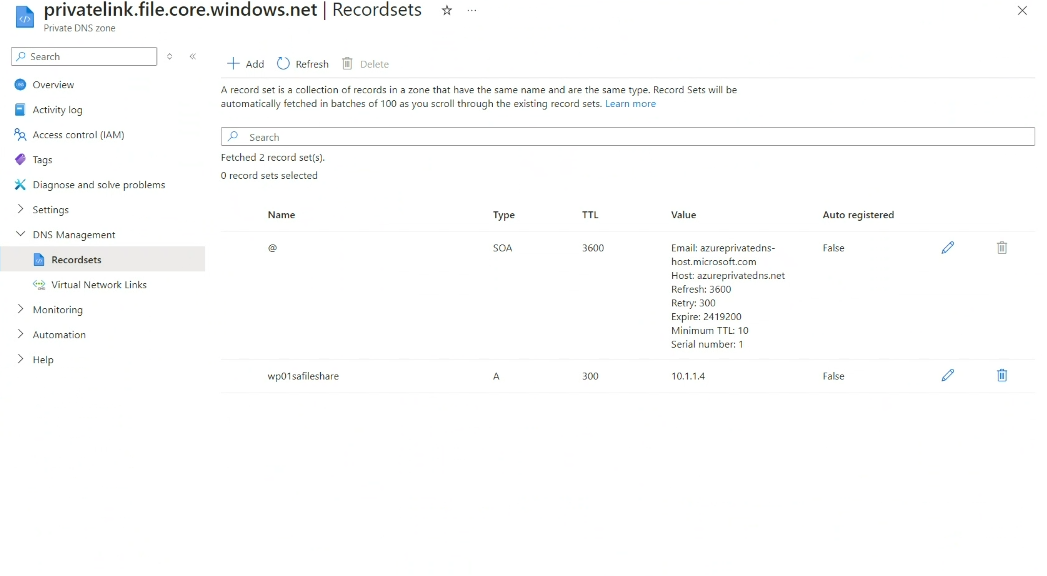 privatelink.file.core.windows.net | Recordsets ☆ ...
Private DNS zone
Search
Overview
Activity log
Access control (IAM)
Tags
Diagnose and solve problems
Settings
DNS Management
Recordsets
Virtual Network Links
Monitoring
Automation
Help
Add Refresh Delete
A record set is a collection of records in a zone that have the same name and are the same type. Record Sets will be
automatically fetched in batches of 100 as you scroll through the existing record sets. Learn more
Search
Fetched 2 record set(s).
0 record sets selected
Name Type TTL Value Auto registered
@ SOA 3600 Email: azureprivatedns- False
host.microsoft.com
Host: azureprivatedns.net
Refresh: 3600
Retry: 300
Expire: 2419200
Minimum TTL: 10
Serial number: 1
wp01safileshare A 300 10.1.1.4 False